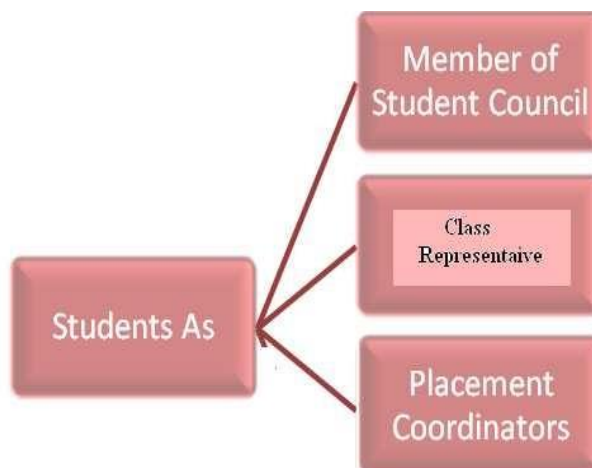 Member of
Student Council
Class
Representaive
Students As
Placement
Coordinators